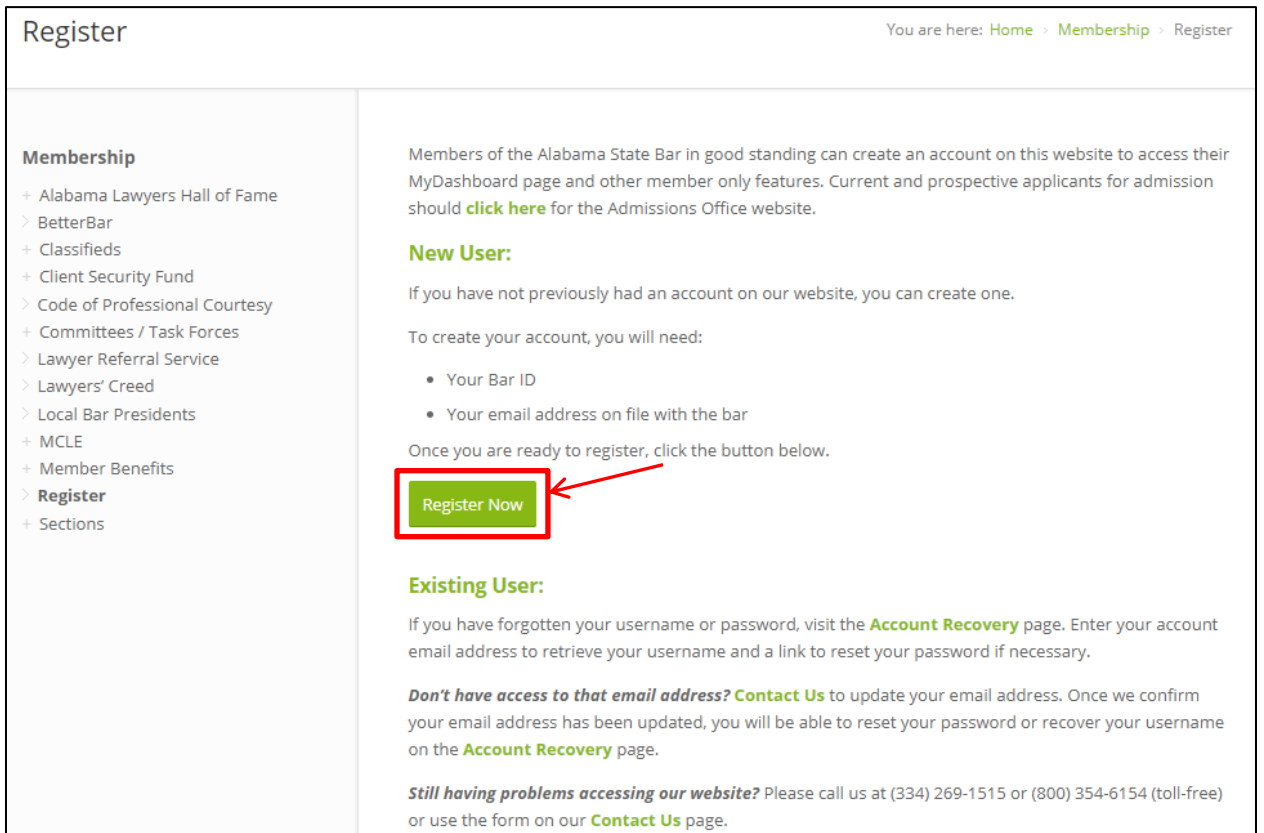 Register
You are here: Home > Membership > Register
Membership
+ Alabama Lawyers Hall of Fame
> BetterBar
+ Classifieds
+ Client Security Fund
> Code of Professional Courtesy
+ Committees / Task Forces
> Lawyer Referral Service
> Lawyers’ Creed
> Local Bar Presidents
+ MCLE
+ Member Benefits
> Register
+ Sections
Members of the Alabama State Bar in good standing can create an account on this website to access their
MyDashboard page and other member only features. Current and prospective applicants for admission
should click here for the Admissions Office website.
New User:
If you have not previously had an account on our website, you can create one.
To create your account, you will need:
• Your Bar ID
• Your email address on file with the bar
Once you are ready to register, click the button below.
Register Now
Existing User:
If you have forgotten your username or password, visit the Account Recovery page. Enter your account
email address to retrieve your username and a link to reset your password if necessary.
Don’t have access to that email address? Contact Us to update your email address. Once we confirm
your email address has been updated, you will be able to reset your password or recover your username
on the Account Recovery page.
Still having problems accessing our website? Please call us at (334) 269-1515 or (800) 354-6154 (toll-free)
or use the form on our Contact Us page.